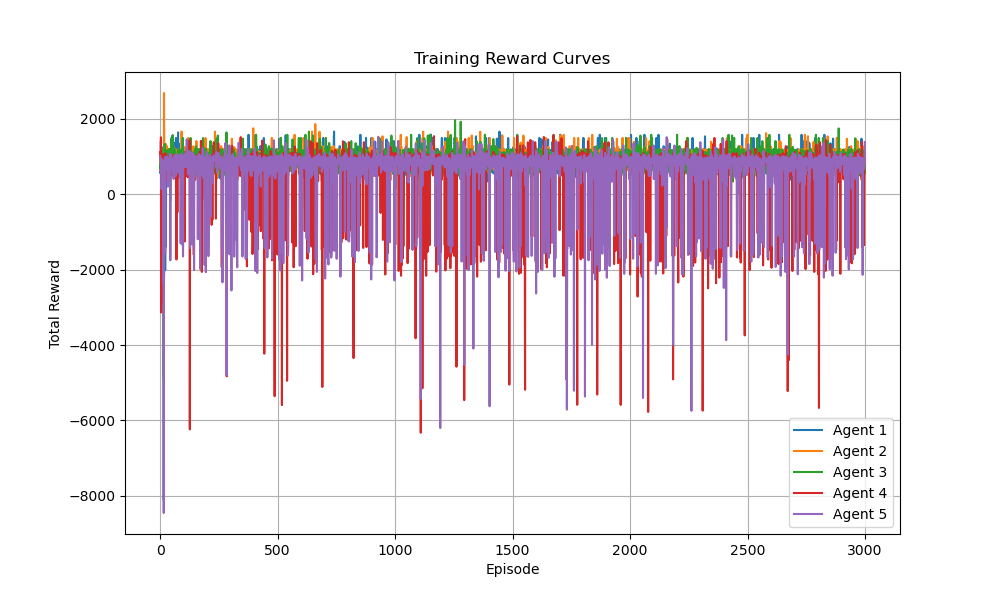 Training Reward Curves
Total Reward
2000
0
−2000
−4000
−6000
−8000
0 500 1000 1500 2000 2500 3000
Episode
Agent 1
Agent 2
Agent 3
Agent 4
Agent 5